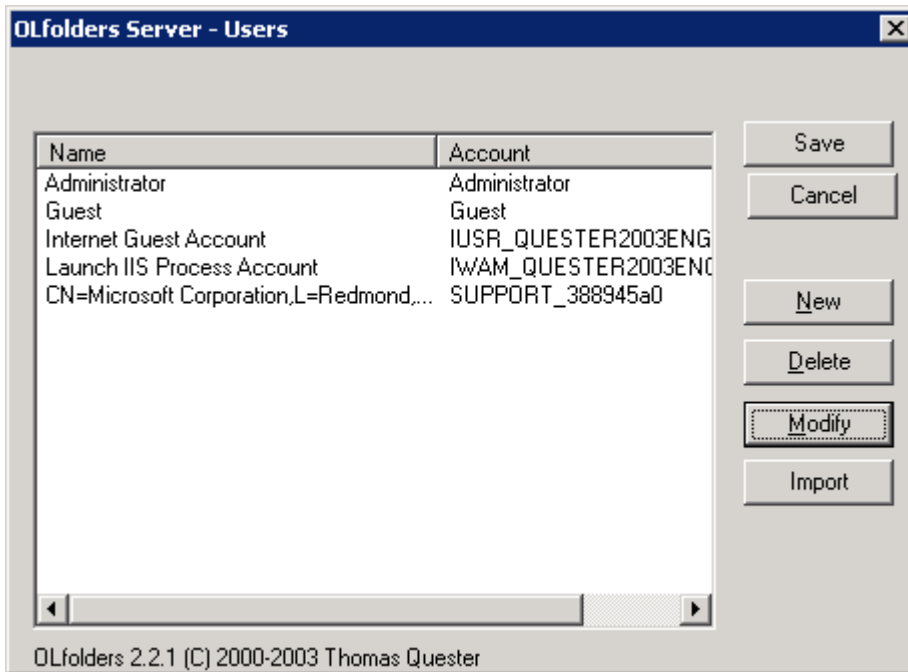 OLfolders Server - Users
Name Account
Administrator Administrator
Guest Guest
Internet Guest Account IUSR_QUESTER2003ENG
Launch IIS Process Account IWAM_QUESTER2003EN
CN=Microsoft Corporation,L=Redmond,... SUPPORT_388945a0
Save
Cancel
New
Delete
Modify
Import
OLfolders 2.2.1 (C) 2000-2003 Thomas Quester